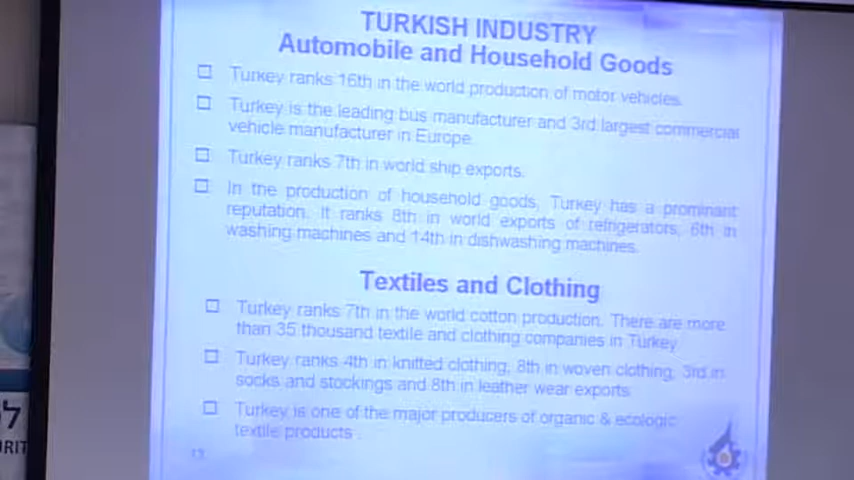 TURKISH INDUSTRY
Automobile and Household Goods
Turkey ranks 16th in the world production of motor vehicles.
Turkey is the leading bus manufacturer and 3rd largest commercial
vehicle manufacturer in Europe.
Turkey ranks 7th in world ship exports.
In the production of household goods, Turkey has a prominant
reputation. It ranks 8th in world exports of refrigerators, 6th in
washing machines and 14th in dishwashing machines.
Textiles and Clothing
Turkey ranks 7th in the world cotton production. There are more
than 35 thousand textile and clothing companies in Turkey
Turkey ranks 4th in knitted clothing, 8th in woven clothing, 3rd in
socks and stockings and 8th in leather wear exports
Turkey is one of the major producers of organic & ecologic
textile products .